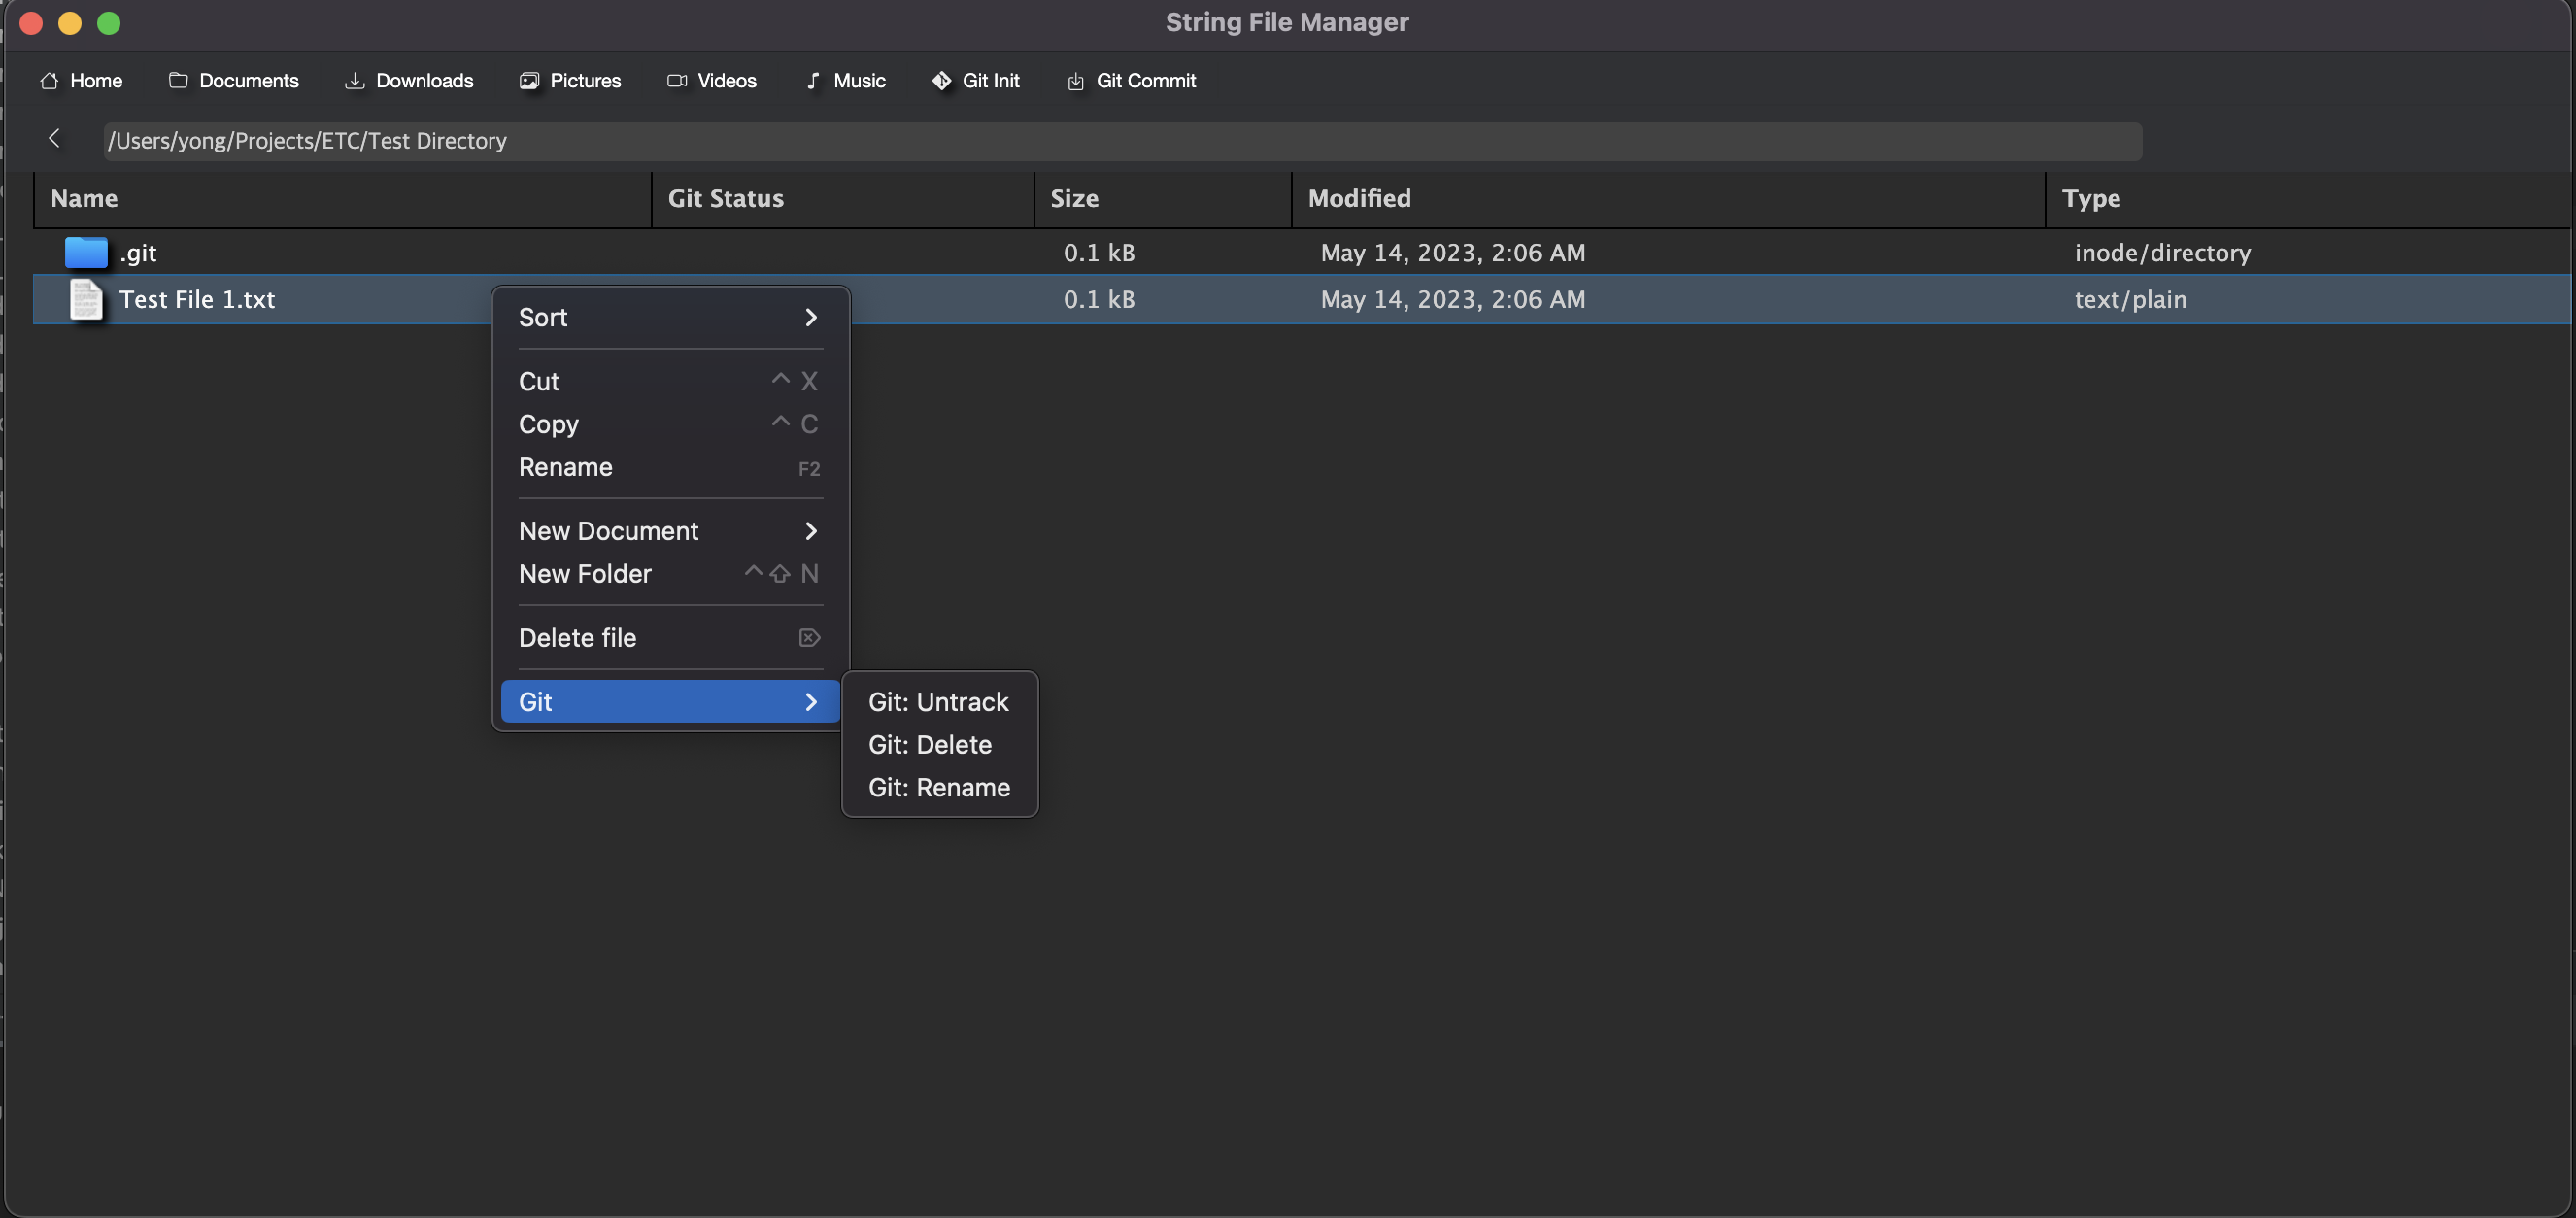 String File Manager
Home Documents Downloads Pictures Videos Music Git Init Git Commit
/Users/yong/Projects/ETC/Test Directory
Name Git Status Size Modified Type
.git 0.1 kB May 14, 2023, 2:06 AM inode/directory
Test File 1.txt 0.1 kB May 14, 2023, 2:06 AM text/plain
Sort
Cut ^ X
Copy ^ C
Rename F2
New Document
New Folder ^⇧ N
Delete file ⌦
Git
Git: Untrack
Git: Delete
Git: Rename